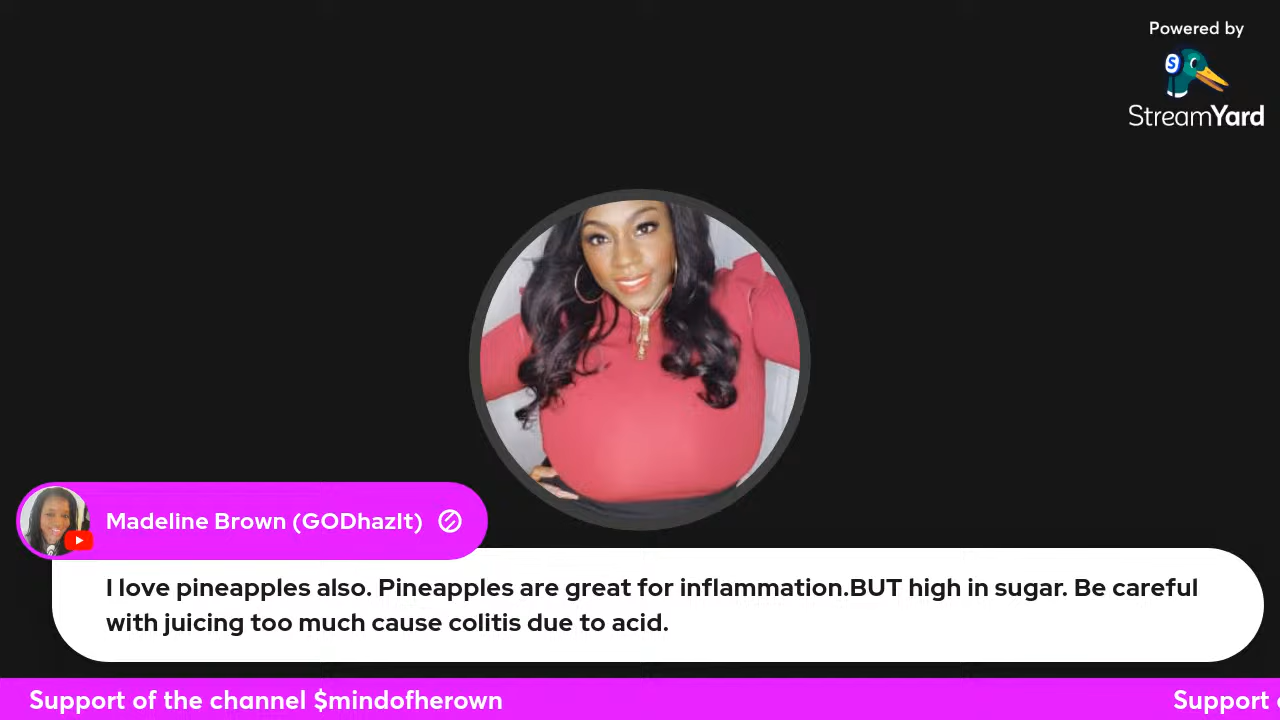 Powered by
S
StreamYard
Madeline Brown (GODhazIt)
I love pineapples also. Pineapples are great for inflammation.BUT high in sugar. Be careful
with juicing too much cause colitis due to acid.
Support of the channel $mindofherown
Support